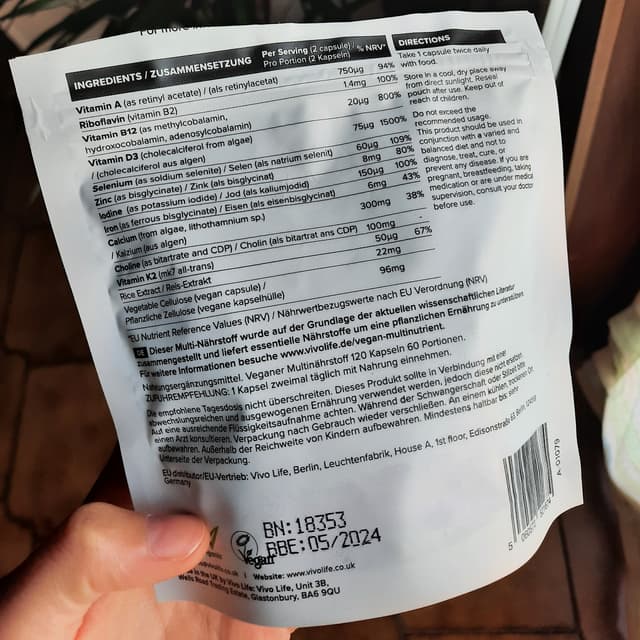 INGREDIENTS / ZUSAMMENSETZUNG Per Serving (2 capsule) / Pro Portion (2 Kapseln) % NRV*
Vitamin A (as retinyl acetate) / (als retinylacetat) 750µg 94%
Riboflavin (vitamin B2) 1.4mg 100%
Vitamin B12 (as methylcobalamin, 20µg 800%
hydroxocobalamin, adenosylcobalamin)
Vitamin D3 (cholecalciferol from algae) 75µg 1500%
/ (cholecalciferol aus algen)
Selenium (as sodium selenite) / Selen (als natrium selenit) 60µg 109%
Zinc (as bisglycinate) / Zink (als bisglycinat) 8mg 80%
Iodine (as potassium iodide) / Jod (als kaliumjodid) 150µg 100%
Iron (as ferrous bisglycinate) / Eisen (als eisenbisglycinat) 6mg 43%
Calcium (from algae, lithothamnium sp.) 300mg 38%
/ Kalzium (aus algen)
Choline (as bitartrate and CDP) / Cholin (als bitartrat ans CDP) 100mg -
Vitamin K2 (mk7 all-trans) 50µg 67%
Rice Extract / Reis-Extrakt 22mg
Vegetable Cellulose (vegan capsule) / 96mg
Pflanzliche Zellulose (vegane kapselhülle)
*EU Nutrient Reference Values (NRV) / Nährwertbezugswerte nach EU Verordnung (NRV)
DIRECTIONS
Take 1 capsule twice daily
with food.
Store in a cool, dry place away
from direct sunlight. Reseal
pouch after use. Keep out of
reach of children.
Do not exceed the
recommended usage.
This product should be used in
conjunction with a varied and
balanced diet and not to
diagnose, treat, cure, or
prevent any disease. If you are
pregnant, breastfeeding, taking
medication or are under medical
supervision, consult your doctor
before use.
DE Dieser Multi-Nährstoff wurde auf der Grundlage der aktuellen wissenschaftlichen Literatur
zusammengestellt und liefert essentielle Nährstoffe um eine pflanzlichen Ernährung zu unterstützen
Für weitere Informationen besuche www.vivolife.de/vegan-multinutrient.
Nahrungsergänzungsmittel. Veganer Multinährstoff 120 Kapseln 60 Portionen.
ZUFUHREMPFEHLUNG: 1 Kapsel zweimal täglich mit Nahrung einnehmen.
Die empfohlene Tagesdosis nicht überschreiten. Dieses Produkt sollte in Verbindung mit eine
abwechslungsreichen und ausgewogenen Ernährung verwendet werden, jedoch diese nicht ersetzen
Auf eine ausreichende Flüssigkeitsaufnahme achten. Während der Schwangerschaft oder Stillzeit bitte
einen Arzt konsultieren. Verpackung nach Gebrauch wieder verschließen. An einem kühlen, trockenen Ort
aufbewahren. Außerhalb der Reichweite von Kindern aufbewahren. Mindestens haltbar bis: siehe
Unterseite der Verpackung.
EU distributor/EU-Vertrieb: Vivo Life, Berlin, Leuchtenfabrik, House A, 1st floor, Edisonstraße 63 Berlin 12459
Germany
A 01079
BN:18353
BBE:05/2024
Vegan
Website: www.vivolife.co.uk
in the UK by Vivo Life: Vivo Life, Unit 3B,
Wells Road Trading Estate, Glastonbury, BA6 9QU